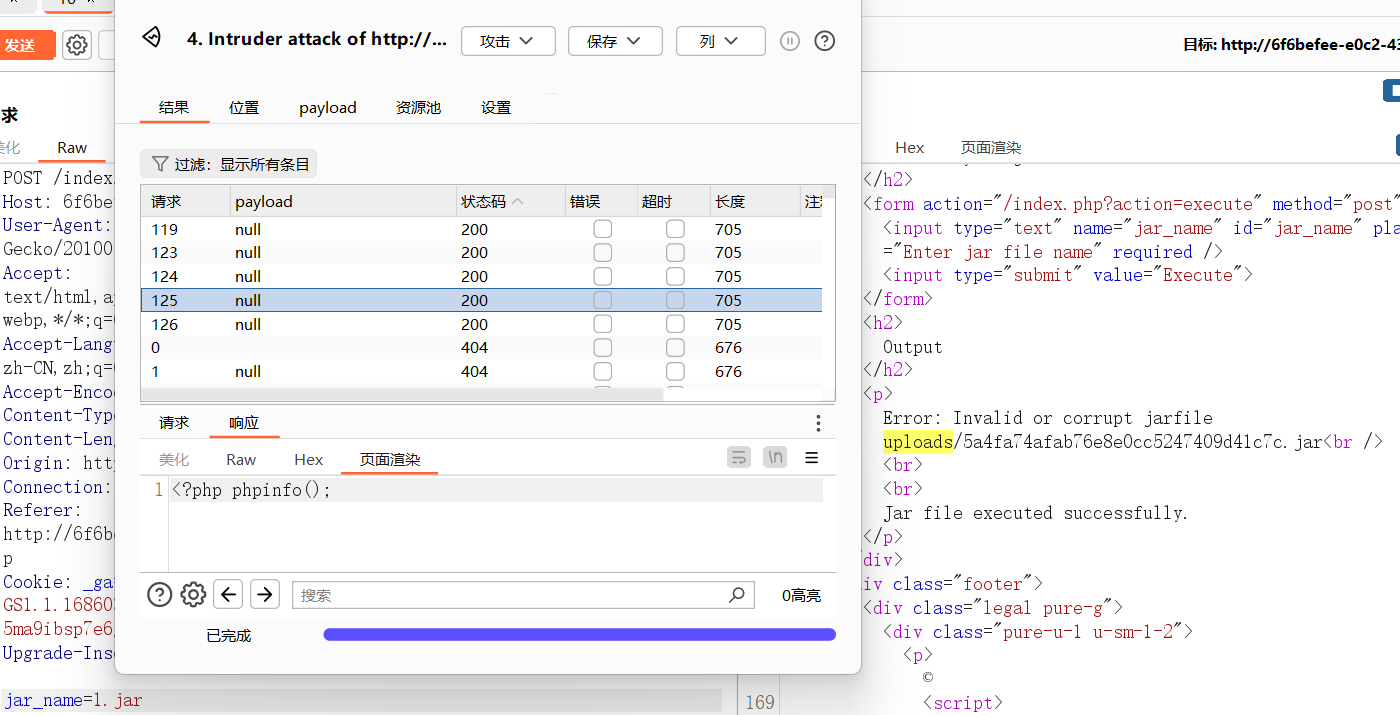 发送
目标: http://6f6befee-e0c2-43
4. Intruder attack of http://...
攻击
保存
列
结果
位置
payload
资源池
设置
过滤：显示所有条目
请求 payload 状态码 错误 超时 长度
119 null 200 705
123 null 200 705
124 null 200 705
125 null 200 705
126 null 200 705
0 404 676
1 null 404 676
请求
响应
美化
Raw
Hex
页面渲染
\n
1 <?php phpinfo();
搜索
0高亮
已完成
求
美化
Raw
POST /index.
Host: 6f6be
User-Agent:
Gecko/20100
Accept:
text/html,a
webp,*/*;q=
Accept-Lang
zh-CN,zh;q=
Accept-Enco
Content-Typ
Content-Len
Origin: htt
Connection:
Referer:
http://6f6b
p
Cookie: _ga
GS1.1.16860
5ma9ibsp7e6
Upgrade-Ins
jar_name=1.jar
Hex
页面渲染
</h2>
<form action="/index.php?action=execute" method="post"
<input type="text" name="jar_name" id="jar_name" pla
="Enter jar file name" required />
<input type="submit" value="Execute">
</form>
<h2>
Output
</h2>
<p>
Error: Invalid or corrupt jarfile
uploads/5a4fa74afab76e8e0cc5247409d41c7c.jar<br />
<br>
<br>
Jar file executed successfully.
</p>
div>
iv class="footer">
<div class="legal pure-g">
<div class="pure-u-1 u-sm-1-2">
<p>
©
169 <script>